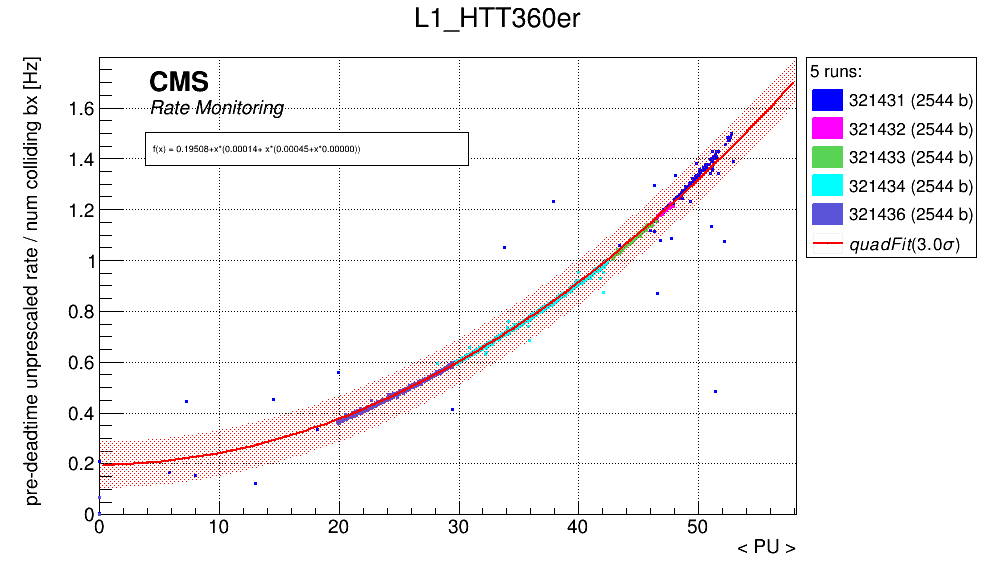 L1_HTT360er
pre-deadtime unprescaled rate / num colliding bx [Hz]
CMS
Rate Monitoring
f(x) = 0.19508+x*(0.00014+ x*(0.00045+x*0.00000))
1.6
1.4
1.2
1
0.8
0.6
0.4
0.2
0
0 10 20 30 40 50
< PU >
5 runs:
321431 (2544 b)
321432 (2544 b)
321433 (2544 b)
321434 (2544 b)
321436 (2544 b)
quadFit(3.0σ)